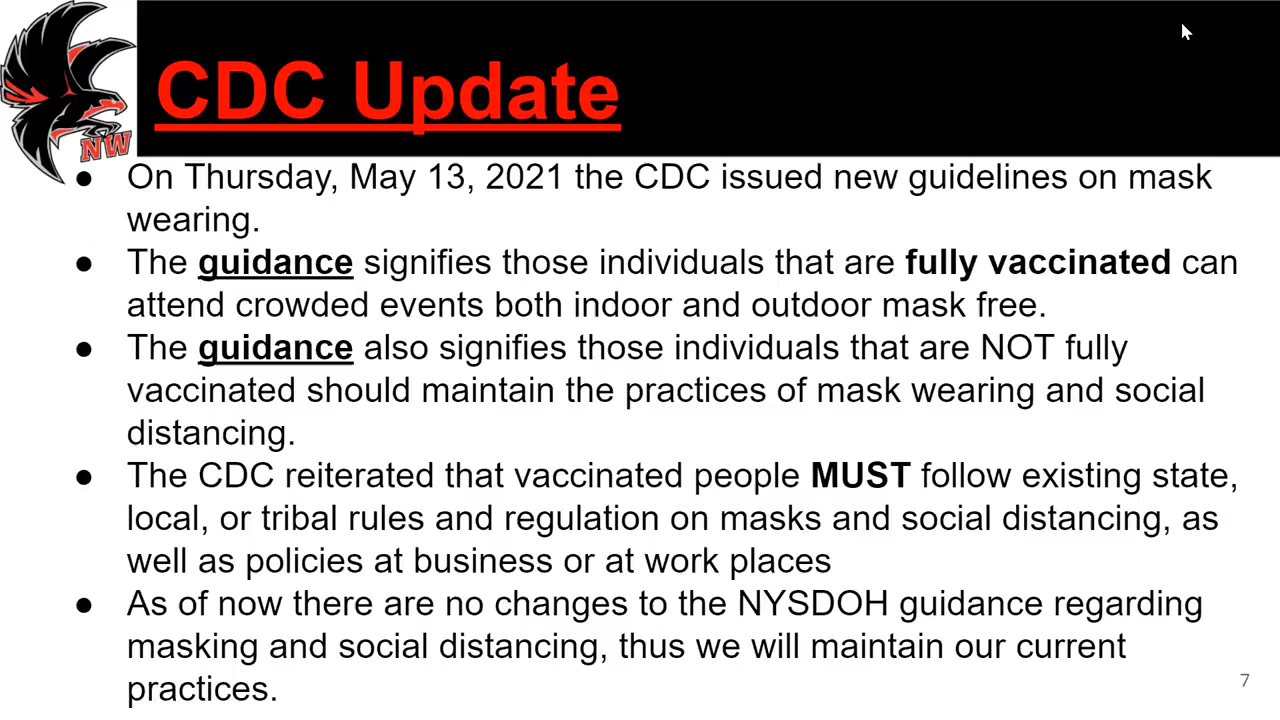 CDC Update
NW
● On Thursday, May 13, 2021 the CDC issued new guidelines on mask
wearing.
● The guidance signifies those individuals that are fully vaccinated can
attend crowded events both indoor and outdoor mask free.
● The guidance also signifies those individuals that are NOT fully
vaccinated should maintain the practices of mask wearing and social
distancing.
● The CDC reiterated that vaccinated people MUST follow existing state,
local, or tribal rules and regulation on masks and social distancing, as
well as policies at business or at work places
● As of now there are no changes to the NYSDOH guidance regarding
masking and social distancing, thus we will maintain our current
practices.
7